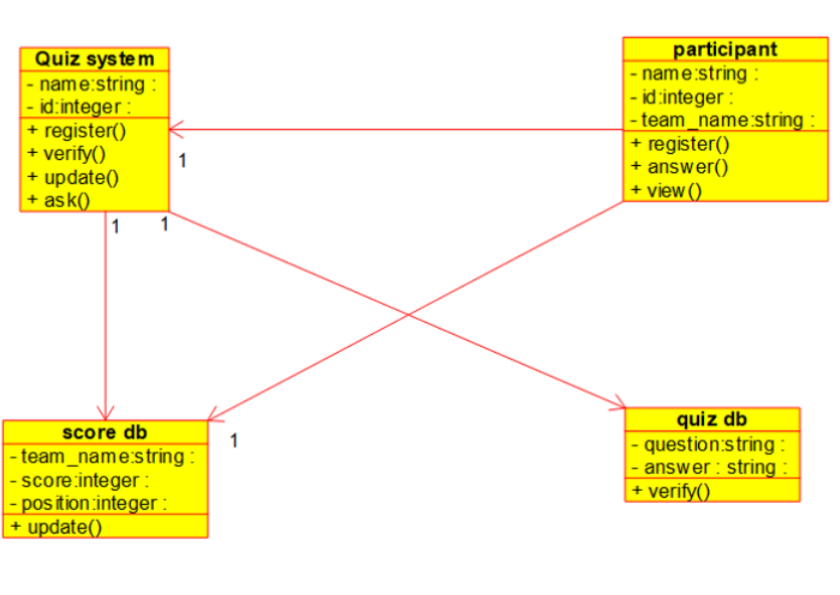 Quiz system
- name:string :
- id:integer :
+ register()
+ verify()
+ update()
+ ask()
participant
- name:string :
- id:integer :
- team_name:string :
+ register()
+ answer()
+ view()
1
1
1
score db
- team_name:string :
- score:integer :
- position:integer :
+ update()
1
quiz db
- question:string :
- answer : string :
+ verify()